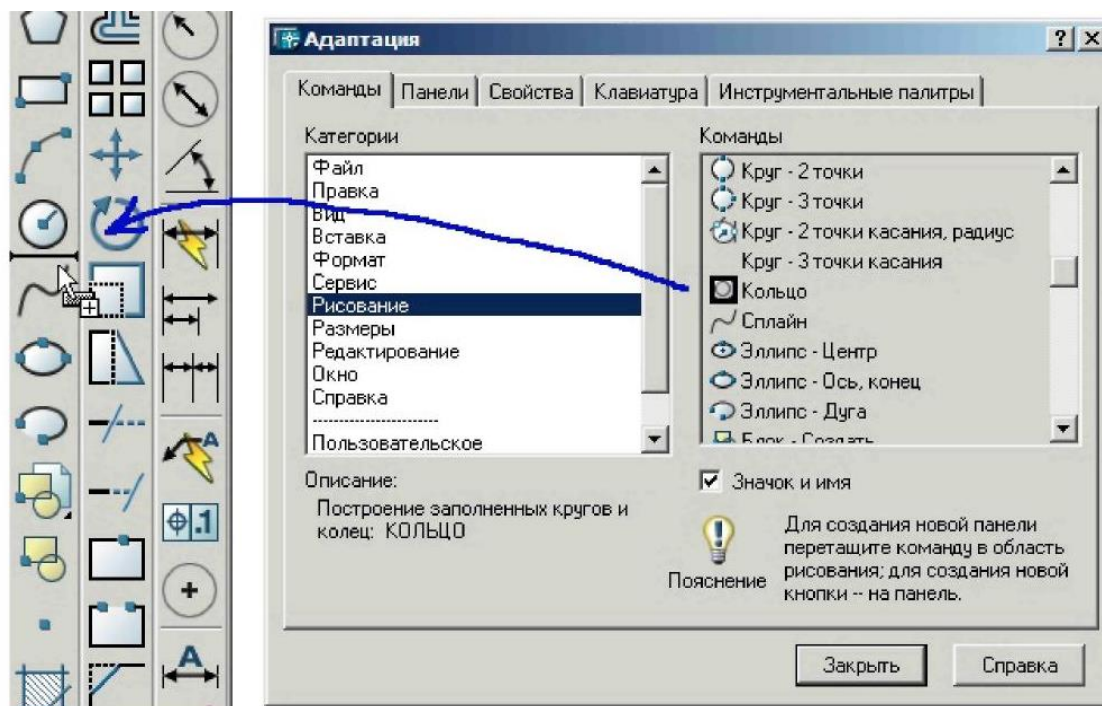 Адаптация
Команды Панели Свойства Клавиатура Инструментальные палитры
Категории
Файл
Правка
Вид
Вставка
Формат
Сервис
Рисование
Размеры
Редактирование
Окно
Справка
-----------------------
Пользовательское
Команды
Круг - 2 точки
Круг - 3 точки
Круг - 2 точки касания, радиус
Круг - 3 точки касания
Кольцо
Сплайн
Эллипс - Центр
Эллипс - Ось, конец
Эллипс - Дуга
Блок - Создать
Описание:
Построение заполненных кругов и
колец: КОЛЬЦО
Значок и имя
Пояснение
Для создания новой панели
перетащите команду в область
рисования; для создания новой
кнопки -- на панель.
Закрыть Справка
A
.1
A